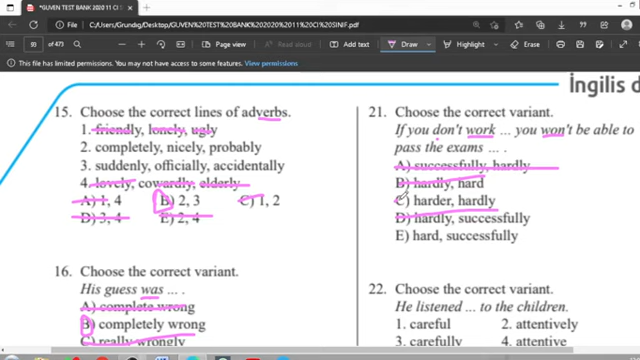 *GUVEN TEST BANK 2020 11 CI S
C:/Users/Grundig/Desktop/GUVEN%20TEST%20BANK%202020%2011%20CI%20SINIF.pdf
File
93 of 473
Page view
Read aloud
Add text
Draw
Highlight
Erase
This file has limited permissions. You may not have access to some features. View permissions
İngilis d
15. Choose the correct lines of adverbs.
1. friendly, lonely, ugly
2. completely, nicely, probably
3. suddenly, officially, accidentally
4. lovely, cowardly, elderly
A) 1, 4 B) 2, 3 C) 1, 2
D) 3, 4 E) 2, 4
16. Choose the correct variant.
His guess was ... .
A) complete wrong
B) completely wrong
C) really wrongly
21. Choose the correct variant.
If you don't work ... you won't be able to
pass the exams ... .
A) successfully, hardly
B) hardly, hard
C) harder, hardly
D) hardly, successfully
E) hard, successfully
22. Choose the correct variant.
He listened ... to the children.
1. careful 2. attentively
3. carefully 4. attentive